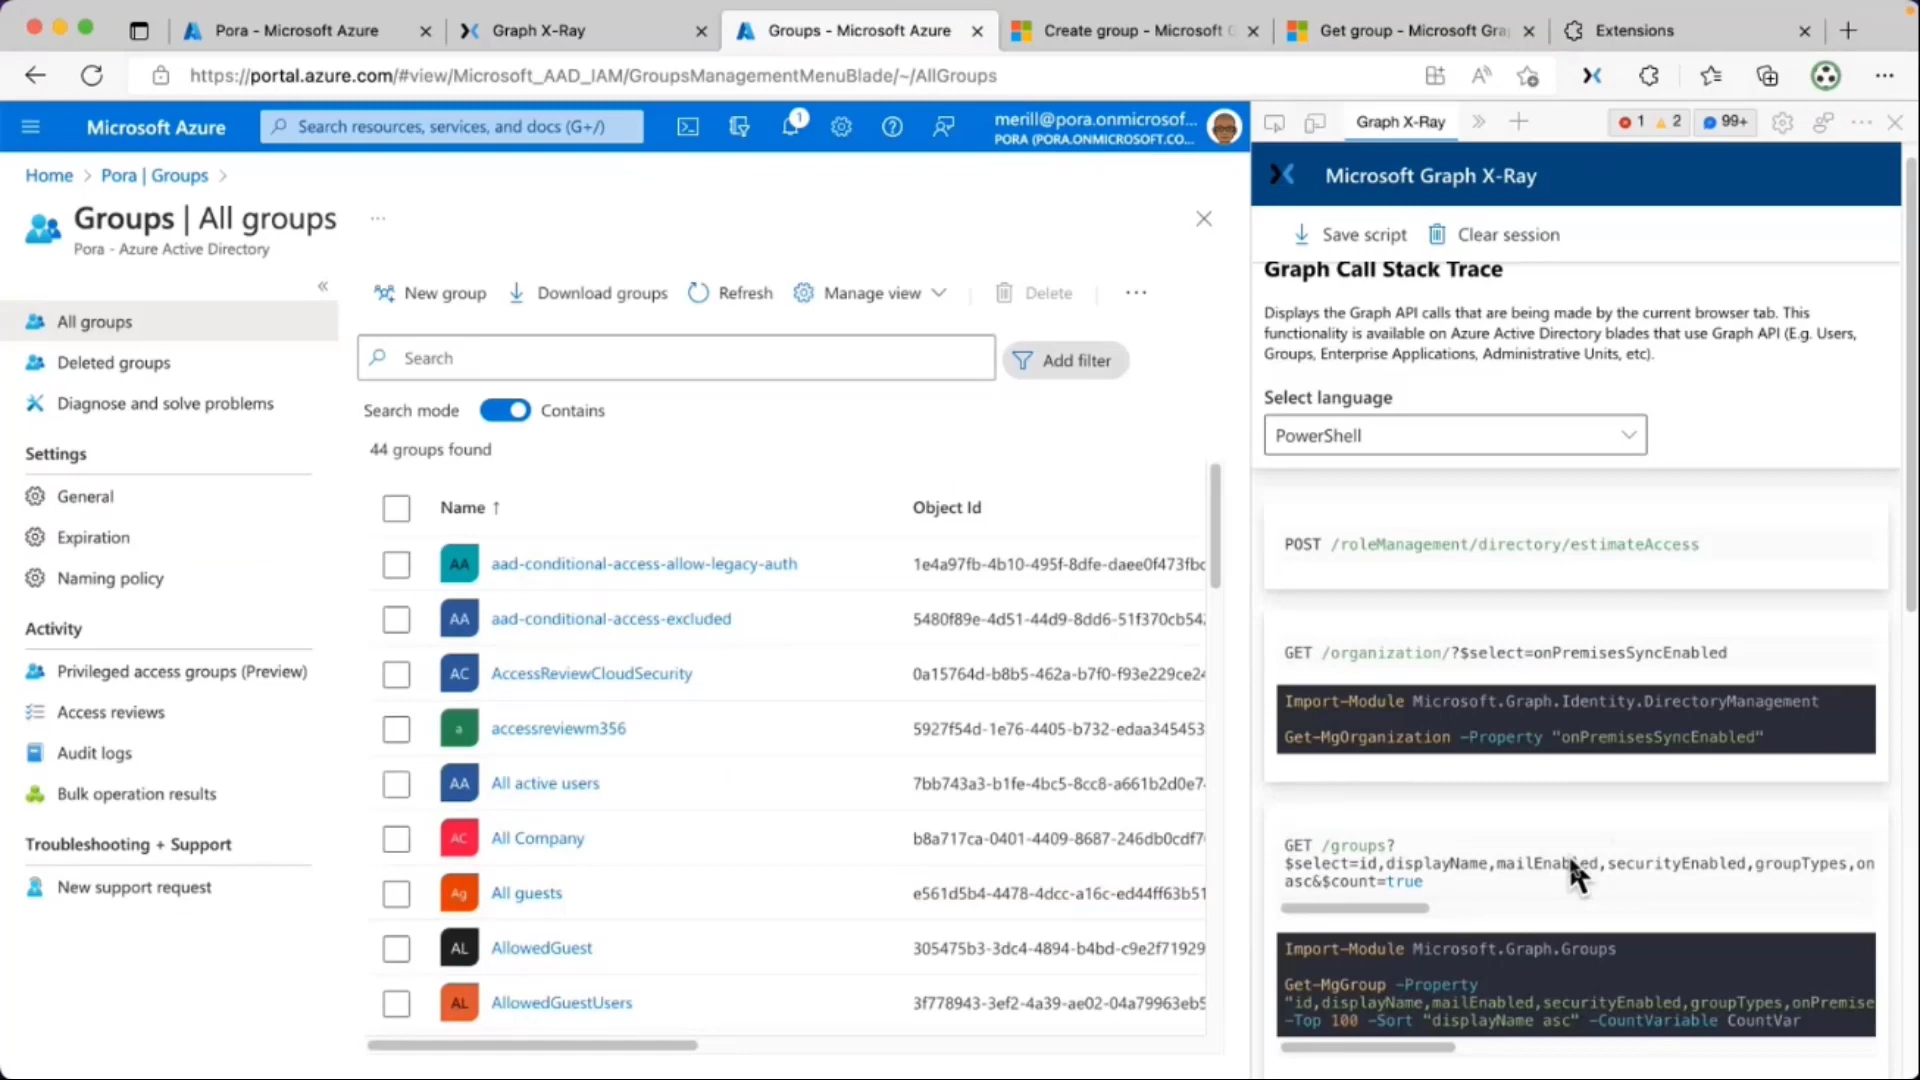 Pora - Microsoft Azure
Graph X-Ray
Groups - Microsoft Azure
Create group - Microsoft G
Get group - Microsoft Gra
Extensions
https://portal.azure.com/#view/Microsoft_AAD_IAM/GroupsManagementMenuBlade/~/AllGroups
Microsoft Azure
Search resources, services, and docs (G+/)
1
merill@pora.onmicrosof...
PORA (PORA.ONMICROSOFT.CO...
Graph X-Ray
1
2
99+
Microsoft Graph X-Ray
Save script
Clear session
Home > Pora | Groups >
Groups | All groups
Pora - Azure Active Directory
New group
Download groups
Refresh
Manage view
Delete
All groups
Deleted groups
Diagnose and solve problems
Settings
General
Expiration
Naming policy
Activity
Privileged access groups (Preview)
Access reviews
Audit logs
Bulk operation results
Troubleshooting + Support
New support request
Search
Add filter
Search mode
Contains
44 groups found
Name ↑
Object Id
AA
aad-conditional-access-allow-legacy-auth
1e4a97fb-4b10-495f-8dfe-daee0f473fbc
AA
aad-conditional-access-excluded
5480f89e-4d51-44d9-8dd6-51f370cb54
AC
AccessReviewCloudSecurity
0a15764d-b8b5-462a-b7f0-f93e229ce24
a
accessreviewm356
5927f54d-1e76-4405-b732-edaa345453
AA
All active users
7bb743a3-b1fe-4bc5-8cc8-a661b2d0e7
AC
All Company
b8a717ca-0401-4409-8687-246db0cdf7
Ag
All guests
e561d5b4-4478-4dcc-a16c-ed44ff63b51
AL
AllowedGuest
305475b3-3dc4-4894-b4bd-c9e2f71929
AL
AllowedGuestUsers
3f778943-3ef2-4a39-ae02-04a79963eb5
Graph Call Stack Trace
Displays the Graph API calls that are being made by the current browser tab. This
functionality is available on Azure Active Directory blades that use Graph API (E.g. Users,
Groups, Enterprise Applications, Administrative Units, etc).
Select language
PowerShell
POST /roleManagement/directory/estimateAccess
GET /organization/?$select=onPremisesSyncEnabled
Import-Module Microsoft.Graph.Identity.DirectoryManagement
Get-MgOrganization -Property "onPremisesSyncEnabled"
GET /groups?
$select=id,displayName,mailEnabled,securityEnabled,groupTypes,on
asc&$count=true
Import-Module Microsoft.Graph.Groups
Get-MgGroup -Property
"id,displayName,mailEnabled,securityEnabled,groupTypes,onPremise
-Top 100 -Sort "displayName asc" -CountVariable CountVar